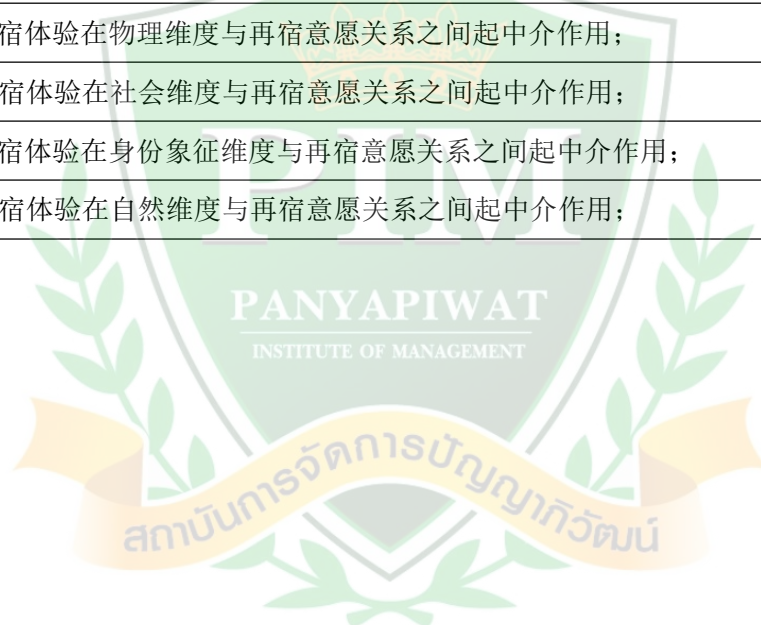 宿体验在物理维度与再宿意愿关系之间起中介作用；
宿体验在社会维度与再宿意愿关系之间起中介作用；
宿体验在身份象征维度与再宿意愿关系之间起中介作用；
宿体验在自然维度与再宿意愿关系之间起中介作用；
PIM
PANYAPIWAT
INSTITUTE OF MANAGEMENT
สถาบันการจัดการปัญญาภิวัฒน์